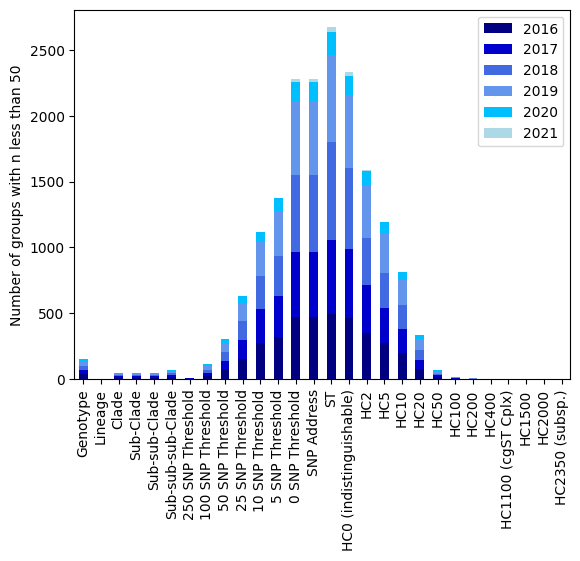 Number of groups with n less than 50
2500
2000
1500
1000
500
0
2016
2017
2018
2019
2020
2021
Genotype
Lineage
Clade
Sub-Clade
Sub-sub-Clade
Sub-sub-sub-Clade
250 SNP Threshold
100 SNP Threshold
50 SNP Threshold
25 SNP Threshold
10 SNP Threshold
5 SNP Threshold
0 SNP Threshold
SNP Address
ST
HC0 (indistinguishable)
HC2
HC5
HC10
HC20
HC50
HC100
HC200
HC400
HC1100 (cgST Cplx)
HC1500
HC2000
HC2350 (subsp.)